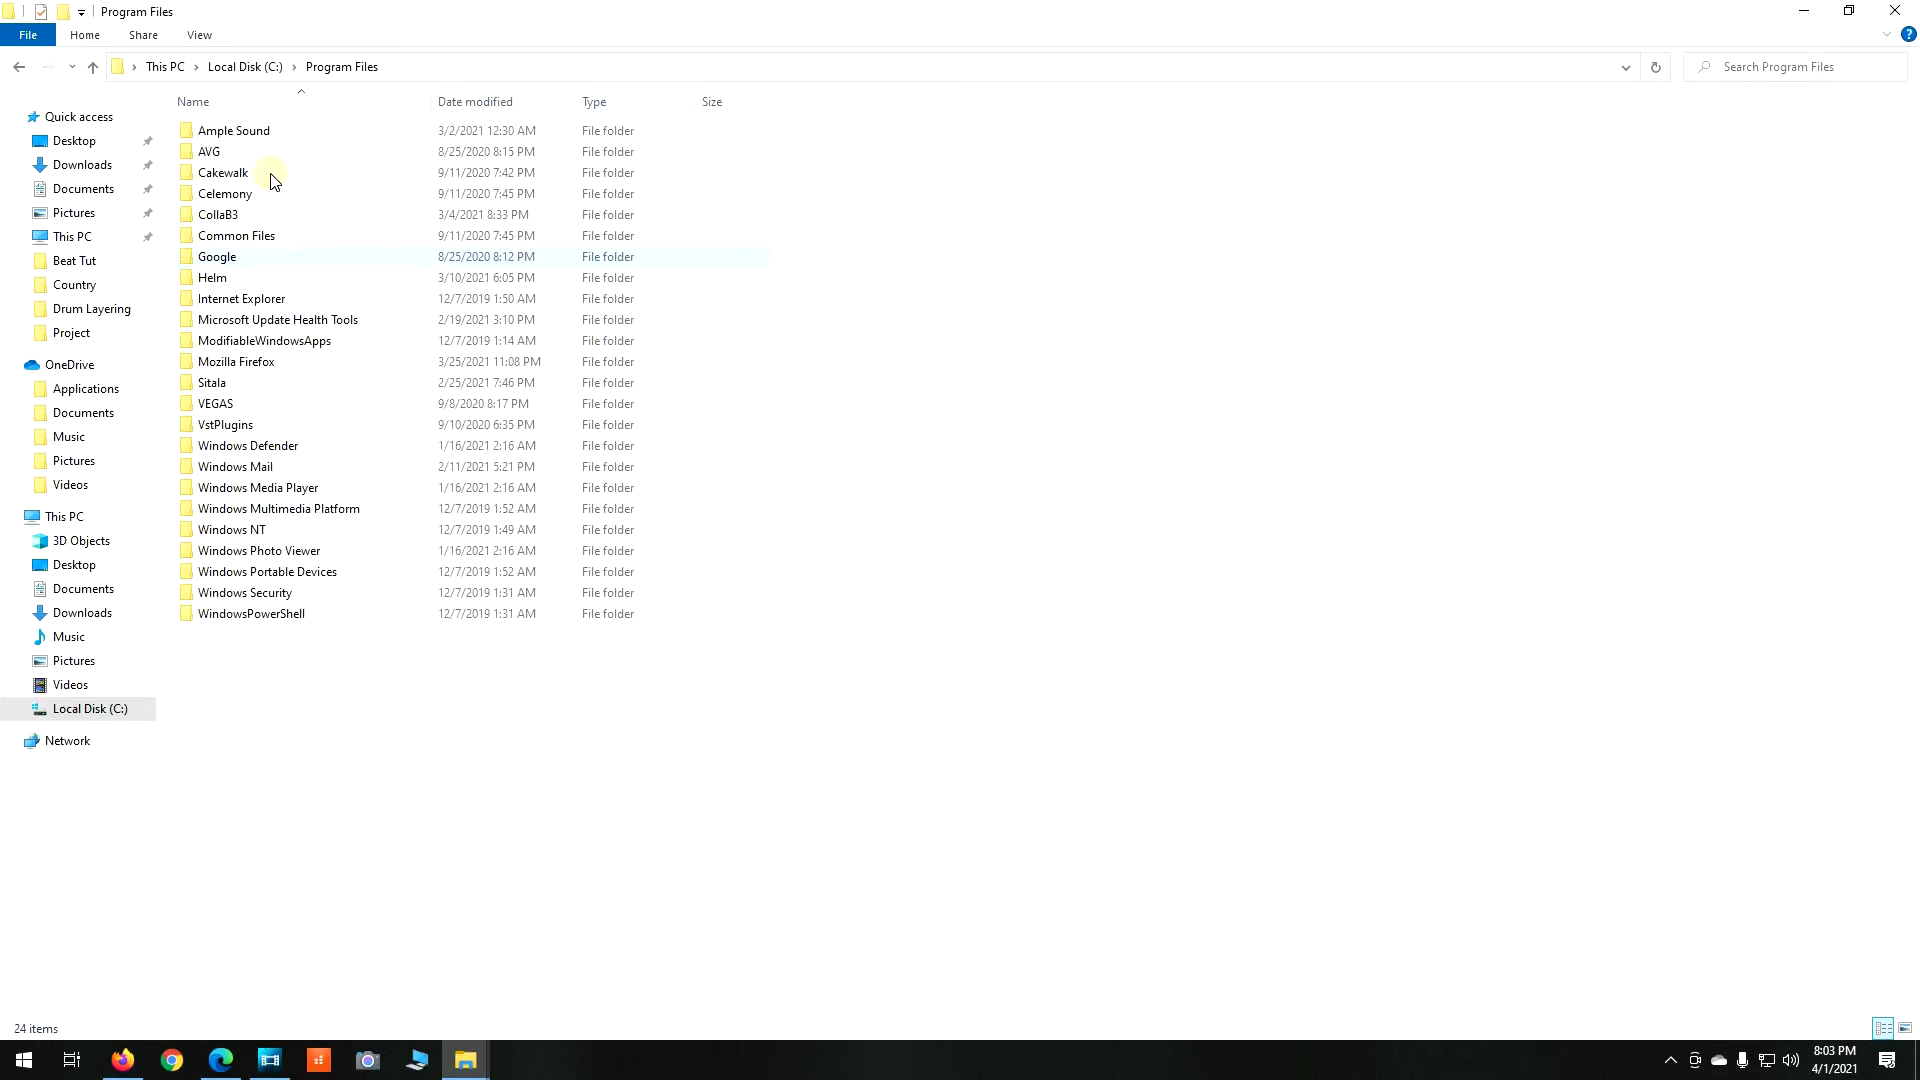 Program Files
File Home Share View
This PC › Local Disk (C:) › Program Files
Search Program Files
Name Date modified Type Size
Quick access
Desktop
Downloads
Documents
Pictures
This PC
Beat Tut
Country
Drum Layering
Project
OneDrive
Applications
Documents
Music
Pictures
Videos
This PC
3D Objects
Desktop
Documents
Downloads
Music
Pictures
Videos
Local Disk (C:)
Network
Ample Sound 3/2/2021 12:30 AM File folder
AVG 8/25/2020 8:15 PM File folder
Cakewalk 9/11/2020 7:42 PM File folder
Celemony 9/11/2020 7:45 PM File folder
CollaB3 3/4/2021 8:33 PM File folder
Common Files 9/11/2020 7:45 PM File folder
Google 8/25/2020 8:12 PM File folder
Helm 3/10/2021 6:05 PM File folder
Internet Explorer 12/7/2019 1:50 AM File folder
Microsoft Update Health Tools 2/19/2021 3:10 PM File folder
ModifiableWindowsApps 12/7/2019 1:14 AM File folder
Mozilla Firefox 3/25/2021 11:08 PM File folder
Sitala 2/25/2021 7:46 PM File folder
VEGAS 9/8/2020 8:17 PM File folder
VstPlugins 9/10/2020 6:35 PM File folder
Windows Defender 1/16/2021 2:16 AM File folder
Windows Mail 2/11/2021 5:21 PM File folder
Windows Media Player 1/16/2021 2:16 AM File folder
Windows Multimedia Platform 12/7/2019 1:52 AM File folder
Windows NT 12/7/2019 1:49 AM File folder
Windows Photo Viewer 1/16/2021 2:16 AM File folder
Windows Portable Devices 12/7/2019 1:52 AM File folder
Windows Security 12/7/2019 1:31 AM File folder
WindowsPowerShell 12/7/2019 1:31 AM File folder
24 items
8:03 PM
4/1/2021